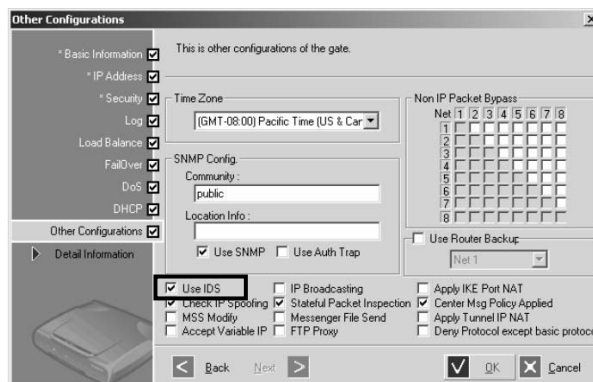 Other Configurations
* Basic Information
* IP Address
* Security
Log
Load Balance
FailOver
DoS
DHCP
Other Configurations
Detail Information
This is other configurations of the gate.
Time Zone
(GMT-08:00) Pacific Time (US & Car
SNMP Config.
Community :
public
Location Info :
Use SNMP Use Auth Trap
Non IP Packet Bypass
Net 1 2 3 4 5 6 7 8
1
2
3
4
5
6
7
8
Use Router Backup
Net 1
Use IDS IP Broadcasting Apply IKE Port NAT
Check IP Spoofing Stateful Packet Inspection Center Msg Policy Applied
MSS Modify Messenger File Send Apply Tunnel IP NAT
Accept Variable IP FTP Proxy Deny Protocol except basic protoco
< Back Next > OK Cancel